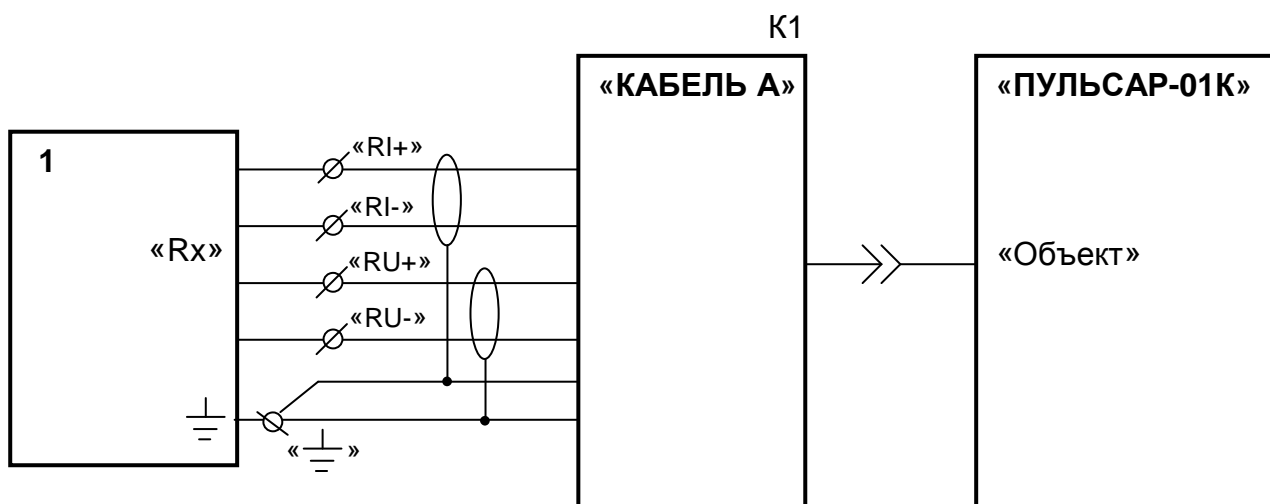 К1
«КАБЕЛЬ А»
«ПУЛЬСАР-01К»
1
«RI+»
«RI-»
«Rx»
«RU+»
«Объект»
«RU-»
« »